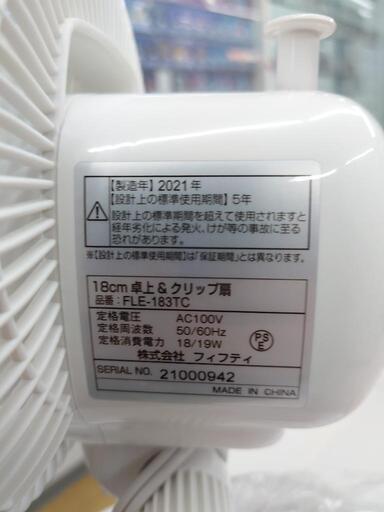 【製造年】2021年
【設計上の標準使用期間】5年
設計上の標準期間を超えて使用されますと
経年劣化による発火、けが等の事故に至る
恐れがあります。
※【設計上の標準使用期間】は「保証期間」とは異なります。
18cm 卓上&クリップ扇
品番: FLE-183TC
定格電圧 AC100V
定格周波数 50/60Hz
定格消費電力 18/19W
PSE
株式会社 フィフティ
SERIAL NO. 21000942
MADE IN CHINA